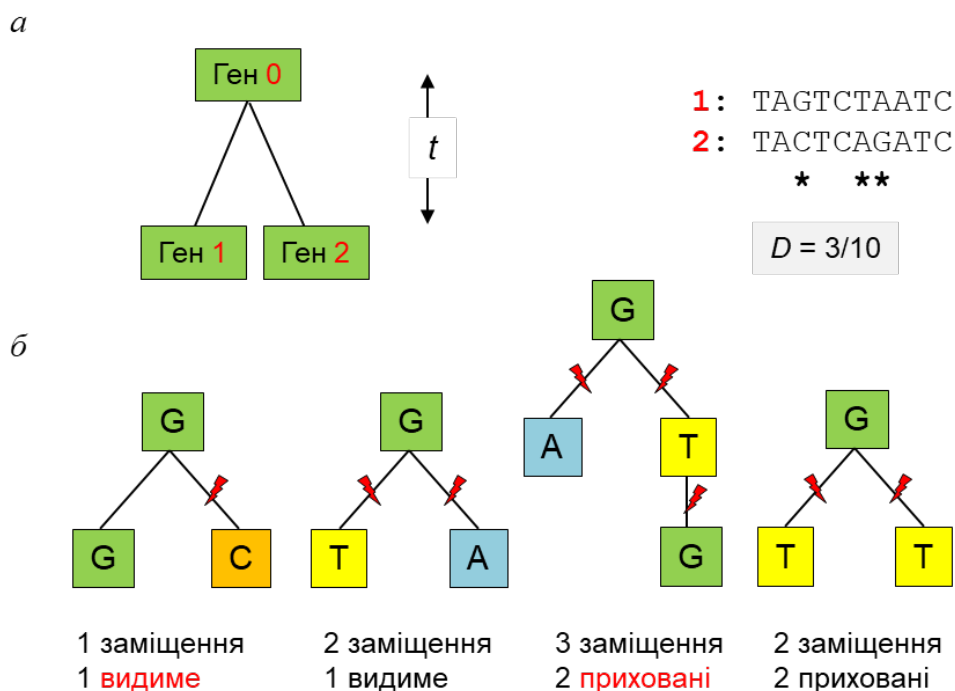 а
Ген 0
t
Ген 1
Ген 2
1: TAGTCTAATC
2: TACTCAGATC
* **
D = 3/10
б
G
G
C
G
T
A
G
A
T
G
G
T
T
1 заміщення
1 видиме
2 заміщення
1 видиме
3 заміщення
2 приховані
2 заміщення
2 приховані